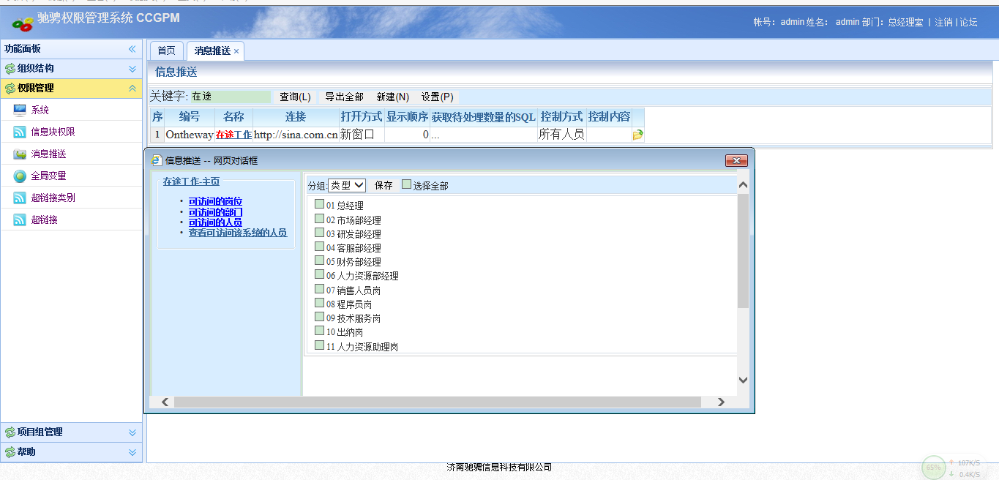 驰骋权限管理系统 CCGPM
帐号: admin 姓名: admin 部门: 总经理室 | 注销 | 论坛
功能面板
组织结构
权限管理
系统
信息块权限
消息推送
全局变量
超链接类别
超链接
项目组管理
帮助
首页 消息推送 ×
信息推送
关键字: 在途 查询(L) 导出全部 新建(N) 设置(P)
序 编号 名称 连接 打开方式 显示顺序 获取待处理数量的SQL 控制方式 控制内容
1 Ontheway 在途工作 http://sina.com.cn 新窗口 0 ... 所有人员
信息推送 -- 网页对话框
在途工作-主页
· 可访问的岗位
· 可访问的部门
· 可访问的人员
· 查看可访问该系统的人员
分组: 类型 保存 选择全部
01 总经理
02 市场部经理
03 研发部经理
04 客服部经理
05 财务部经理
06 人力资源部经理
07 销售人员岗
08 程序员岗
09 技术服务岗
10 出纳岗
11 人力资源助理岗
济南驰骋信息科技有限公司
65%
107K/S
0.4K/S